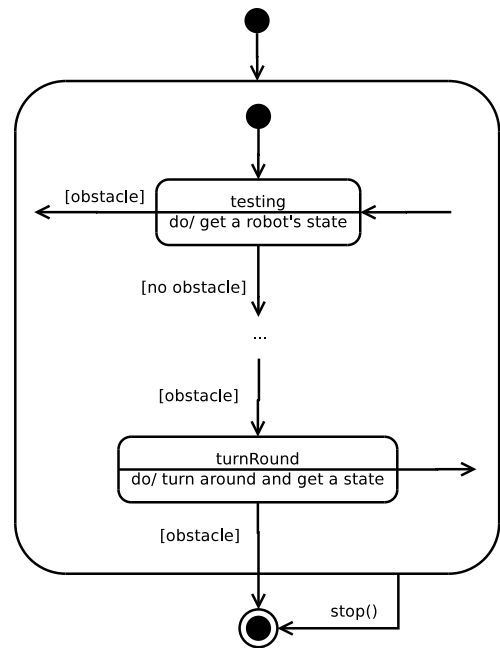 [obstacle]
testing
do/ get a robot's state
[no obstacle]
...
[obstacle]
turnRound
do/ turn around and get a state
[obstacle]
stop()